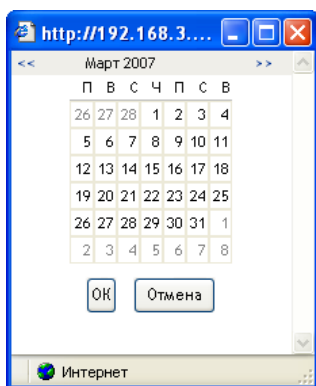 http://192.168.3....
<< Март 2007 >>
П В С Ч П С В
26 27 28 1 2 3 4
5 6 7 8 9 10 11
12 13 14 15 16 17 18
19 20 21 22 23 24 25
26 27 28 29 30 31 1
2 3 4 5 6 7 8
ОК Отмена
Интернет